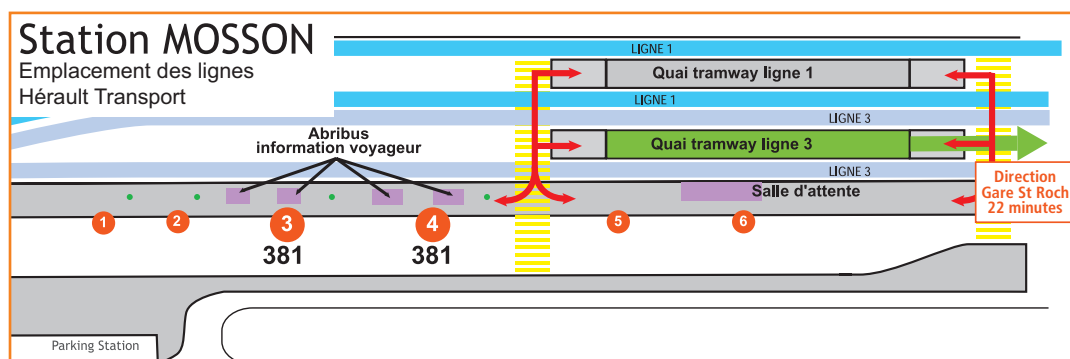 Station MOSSON
Emplacement des lignes
Hérault Transport
LIGNE 1
Quai tramway ligne 1
LIGNE 1
LIGNE 3
Abribus
information voyageur
Quai tramway ligne 3
LIGNE 3
Salle d'attente
Direction
Gare St Roch
22 minutes
1
2
3
4
5
6
381
381
Parking Station